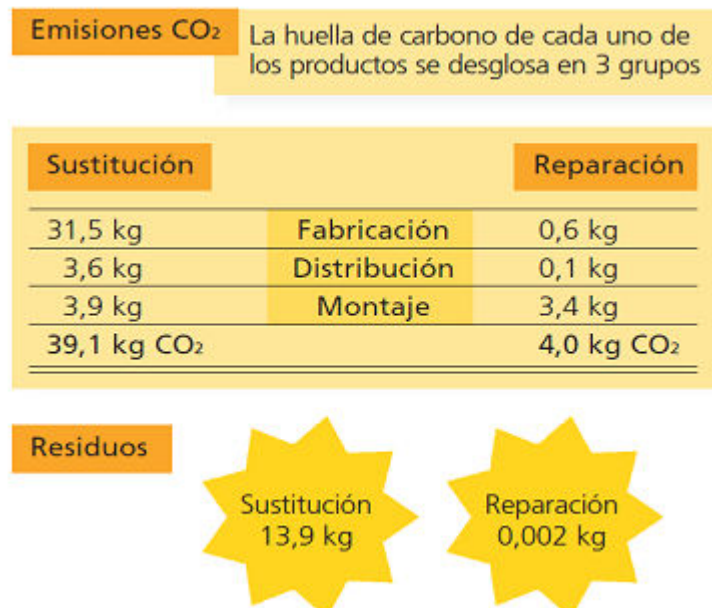 Emisiones CO₂
La huella de carbono de cada uno de
los productos se desglosa en 3 grupos
Sustitución Reparación
31,5 kg Fabricación 0,6 kg
3,6 kg Distribución 0,1 kg
3,9 kg Montaje 3,4 kg
39,1 kg CO₂ 4,0 kg CO₂
Residuos
Sustitución
13,9 kg
Reparación
0,002 kg